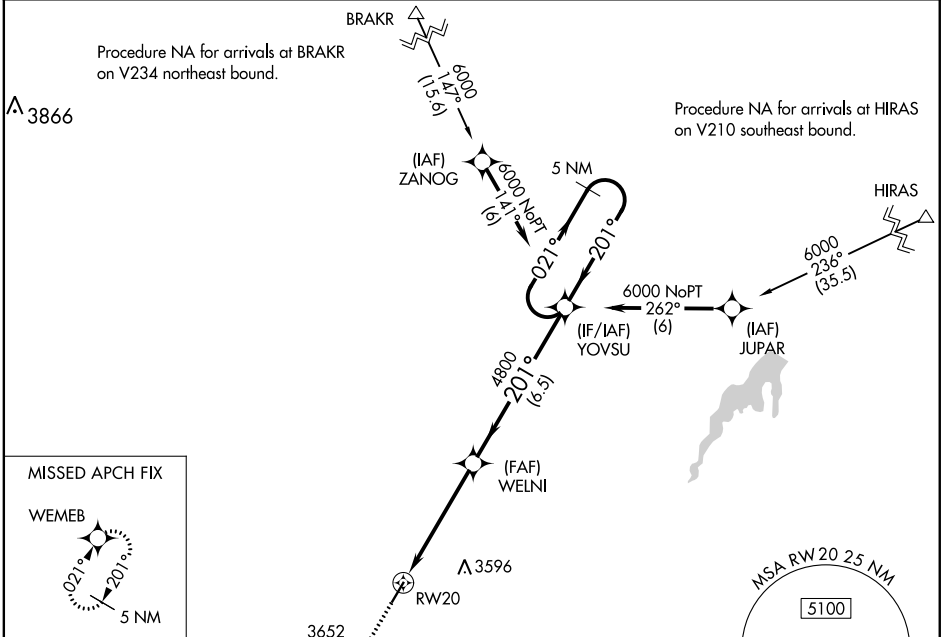 BRAKR
Procedure NA for arrivals at BRAKR
on V234 northeast bound.
6000
147°
(15.6)
3866
Procedure NA for arrivals at HIRAS
on V210 southeast bound.
(IAF)
ZANOG
6000 NoPT
141°
(6)
5 NM
021°
201°
HIRAS
6000
236°
(35.5)
6000 NoPT
262°
(6)
(IF/IAF)
YOVSU
(IAF)
JUPAR
4800
201°
(6.5)
(FAF)
WELNI
MISSED APCH FIX
WEMEB
021°
201°
5 NM
3596
RW20
3652
MSA RW20 25 NM
5100